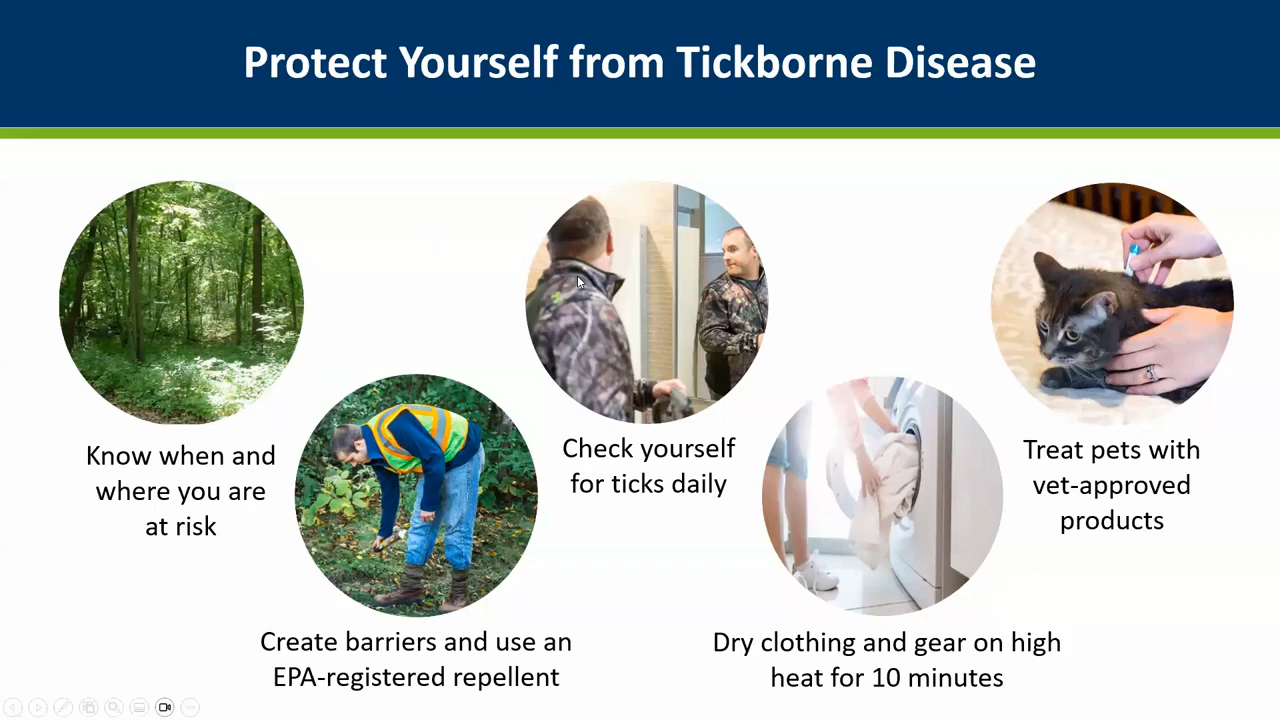 Protect Yourself from Tickborne Disease
Know when and
where you are
at risk
Create barriers and use an
EPA-registered repellent
Check yourself
for ticks daily
Dry clothing and gear on high
heat for 10 minutes
Treat pets with
vet-approved
products